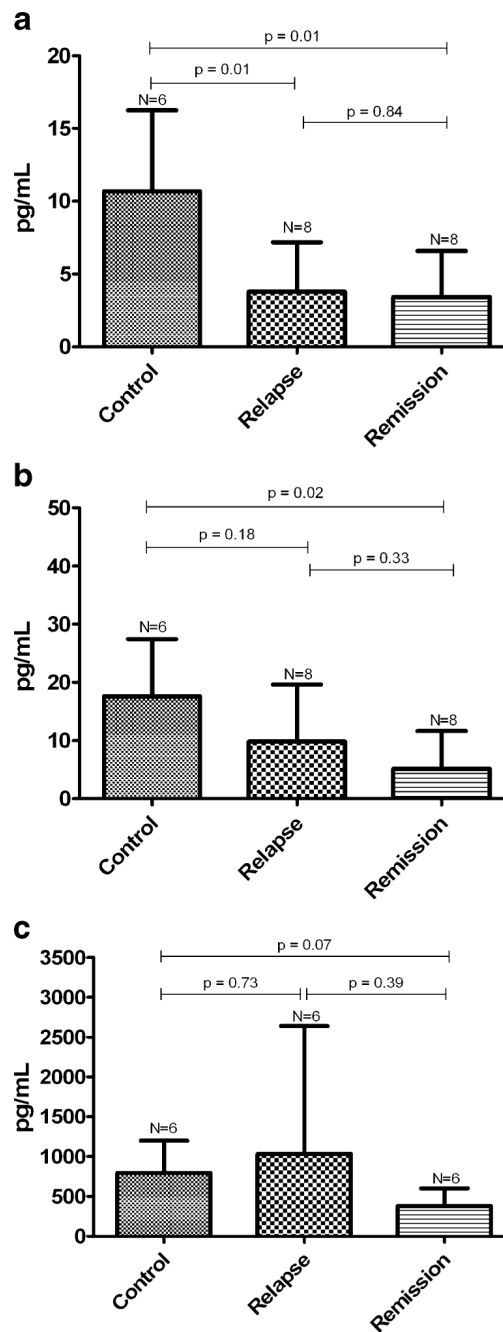 a
p = 0.01
p = 0.01
p = 0.84
20
15
10
5
0
pg/mL
N=6
N=8
N=8
Control
Relapse
Remission
b
p = 0.02
p = 0.18
p = 0.33
50
40
30
20
10
0
pg/mL
N=6
N=8
N=8
Control
Relapse
Remission
c
p = 0.07
p = 0.73
p = 0.39
3500
3000
2500
2000
1500
1000
500
0
pg/mL
N=6
N=6
N=6
Control
Relapse
Remission